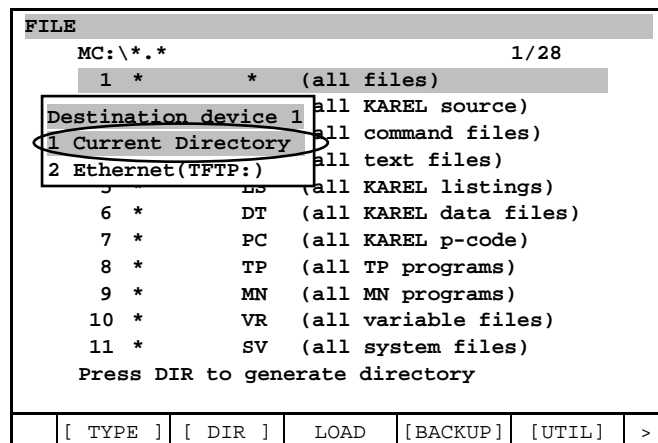 FILE
MC:\*.* 1/28
1 * * (all files)
Destination device 1
all KAREL source)
1 Current Directory
all command files)
2 Ethernet(TFTP:)
all text files)
5 * LS (all KAREL listings)
6 * DT (all KAREL data files)
7 * PC (all KAREL p-code)
8 * TP (all TP programs)
9 * MN (all MN programs)
10 * VR (all variable files)
11 * SV (all system files)
Press DIR to generate directory
[ TYPE ] [ DIR ] LOAD [BACKUP] [UTIL] >